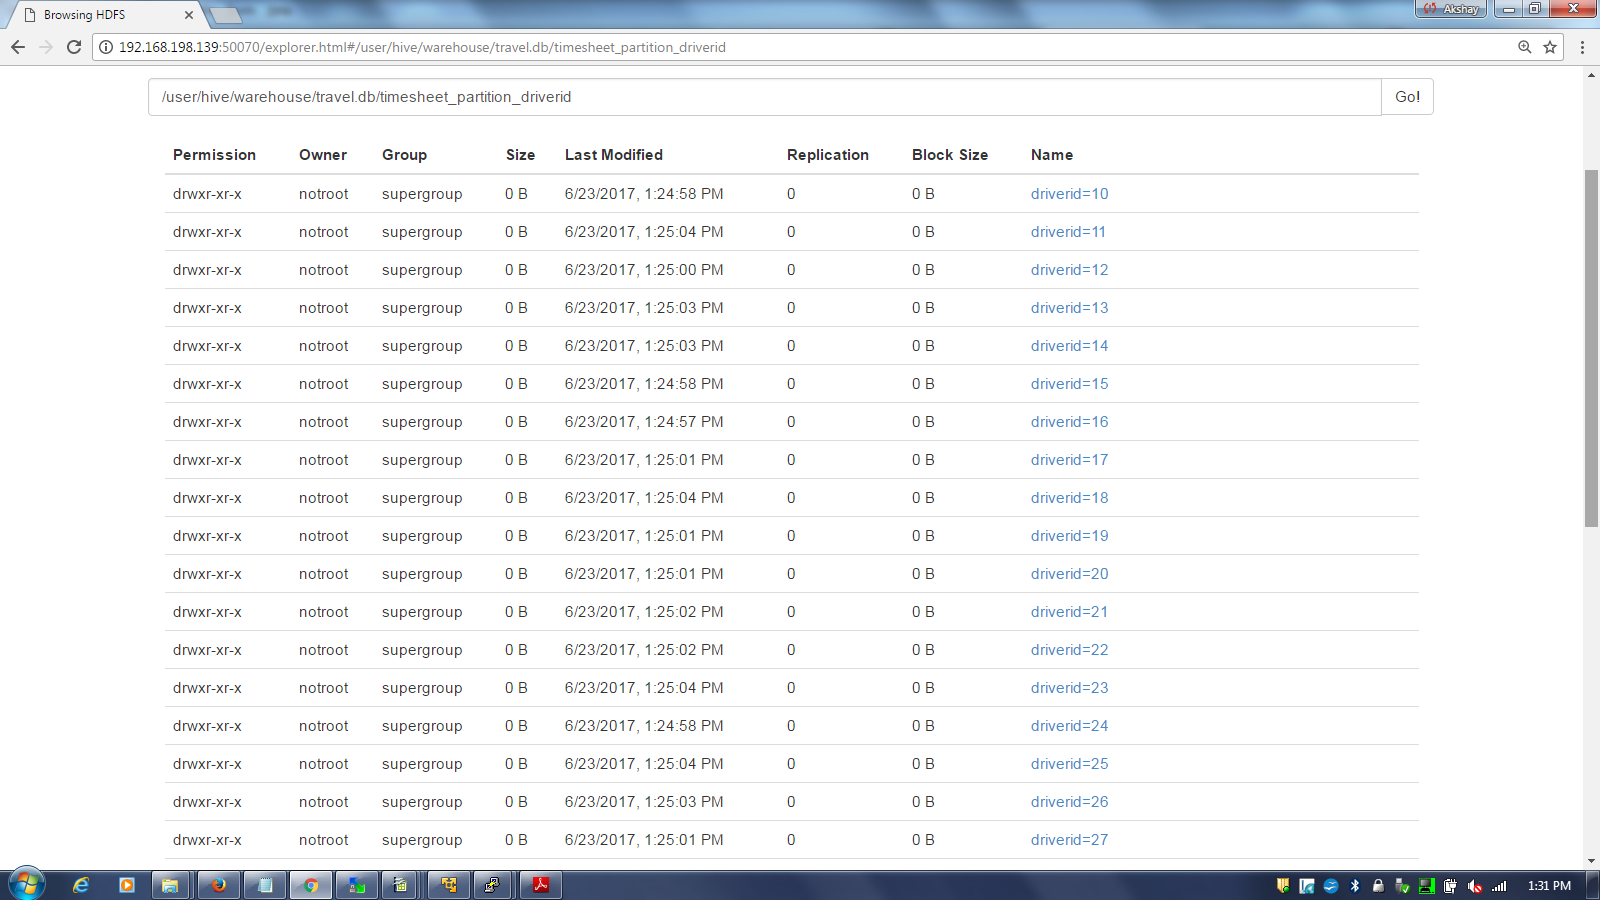 Browsing HDFS
Akshay
192.168.198.139:50070/explorer.html#/user/hive/warehouse/travel.db/timesheet_partition_driverid
/user/hive/warehouse/travel.db/timesheet_partition_driverid Go!
Permission Owner Group Size Last Modified Replication Block Size Name
drwxr-xr-x notroot supergroup 0 B 6/23/2017, 1:24:58 PM 0 0 B driverid=10
drwxr-xr-x notroot supergroup 0 B 6/23/2017, 1:25:04 PM 0 0 B driverid=11
drwxr-xr-x notroot supergroup 0 B 6/23/2017, 1:25:00 PM 0 0 B driverid=12
drwxr-xr-x notroot supergroup 0 B 6/23/2017, 1:25:03 PM 0 0 B driverid=13
drwxr-xr-x notroot supergroup 0 B 6/23/2017, 1:25:03 PM 0 0 B driverid=14
drwxr-xr-x notroot supergroup 0 B 6/23/2017, 1:24:58 PM 0 0 B driverid=15
drwxr-xr-x notroot supergroup 0 B 6/23/2017, 1:24:57 PM 0 0 B driverid=16
drwxr-xr-x notroot supergroup 0 B 6/23/2017, 1:25:01 PM 0 0 B driverid=17
drwxr-xr-x notroot supergroup 0 B 6/23/2017, 1:25:04 PM 0 0 B driverid=18
drwxr-xr-x notroot supergroup 0 B 6/23/2017, 1:25:01 PM 0 0 B driverid=19
drwxr-xr-x notroot supergroup 0 B 6/23/2017, 1:25:01 PM 0 0 B driverid=20
drwxr-xr-x notroot supergroup 0 B 6/23/2017, 1:25:02 PM 0 0 B driverid=21
drwxr-xr-x notroot supergroup 0 B 6/23/2017, 1:25:02 PM 0 0 B driverid=22
drwxr-xr-x notroot supergroup 0 B 6/23/2017, 1:25:04 PM 0 0 B driverid=23
drwxr-xr-x notroot supergroup 0 B 6/23/2017, 1:24:58 PM 0 0 B driverid=24
drwxr-xr-x notroot supergroup 0 B 6/23/2017, 1:25:04 PM 0 0 B driverid=25
drwxr-xr-x notroot supergroup 0 B 6/23/2017, 1:25:03 PM 0 0 B driverid=26
drwxr-xr-x notroot supergroup 0 B 6/23/2017, 1:25:01 PM 0 0 B driverid=27
1:31 PM